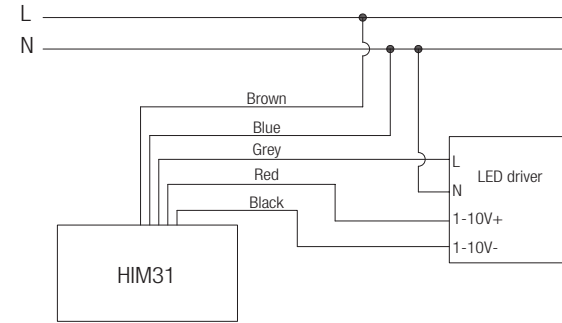 L
N
Brown
Blue
Grey
Red
Black
L
LED driver
N
1-10V+
1-10V-
HIM31